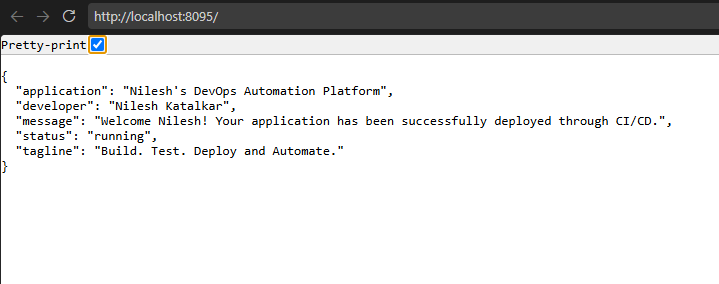 http://localhost:8095/
Pretty-print
{
  "application": "Nilesh's DevOps Automation Platform",
  "developer": "Nilesh Katalkar",
  "message": "Welcome Nilesh! Your application has been successfully deployed through CI/CD.",
  "status": "running",
  "tagline": "Build. Test. Deploy and Automate."
}